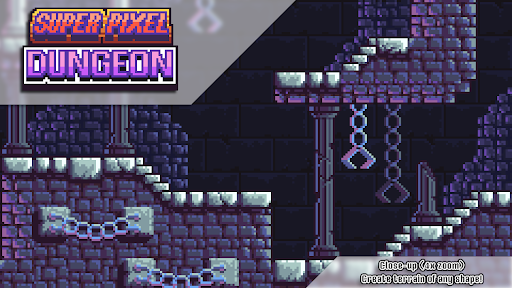 SUPER PIXEL
DUNGEON
Close-up (4x zoom)
Create terrain of any shape!